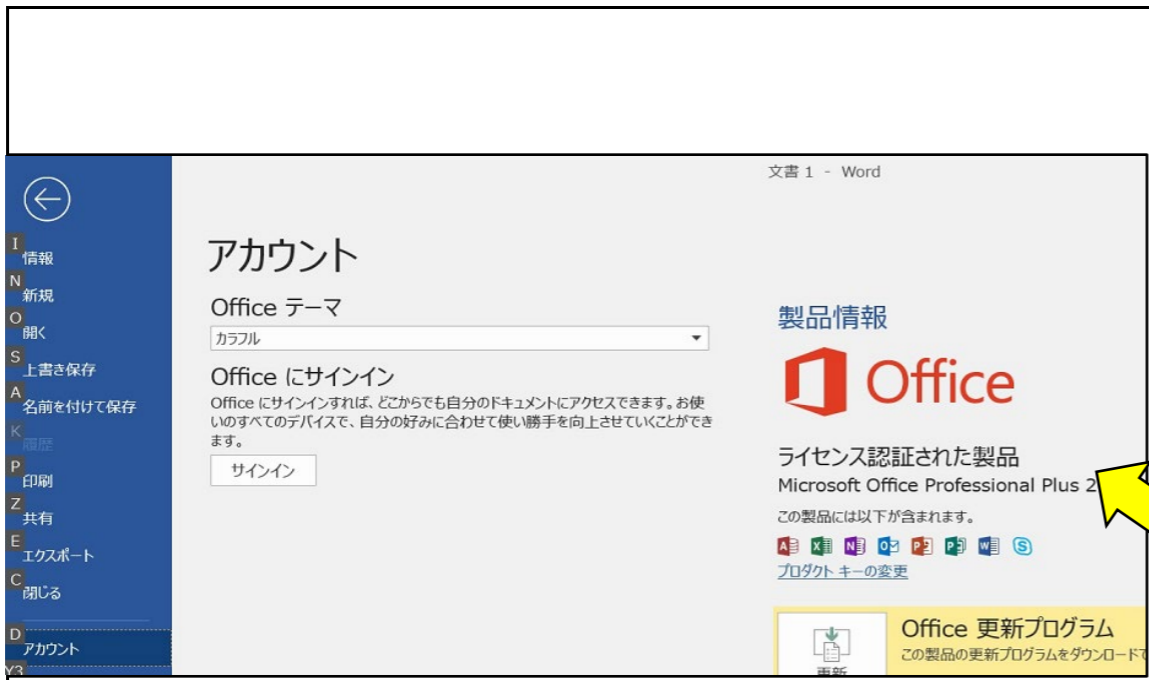 文書 1 - Word
I
情報
N
新規
O
開く
S
上書き保存
A
名前を付けて保存
K
履歴
P
印刷
Z
共有
E
エクスポート
C
閉じる
D
アカウント
Y3
アカウント
Office テーマ
カラフル
Office にサインイン
Office にサインインすれば、どこからでも自分のドキュメントにアクセスできます。お使
いのすべてのデバイスで、自分の好みに合わせて使い勝手を向上させていくことができ
ます。
サインイン
製品情報
Office
ライセンス認証された製品
Microsoft Office Professional Plus 2
この製品には以下が含まれます。
プロダクト キーの変更
更新
Office 更新プログラム
この製品の更新プログラムをダウンロードで